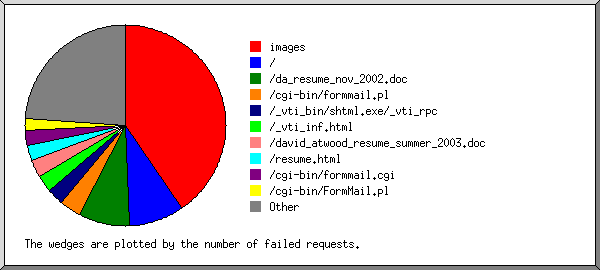 images
/
/da_resume_nov_2002.doc
/cgi-bin/formmail.pl
/_vti_bin/shtml.exe/_vti_rpc
/_vti_inf.html
/david_atwood_resume_summer_2003.doc
/resume.html
/cgi-bin/formmail.cgi
/cgi-bin/FormMail.pl
Other
The wedges are plotted by the number of failed requests.